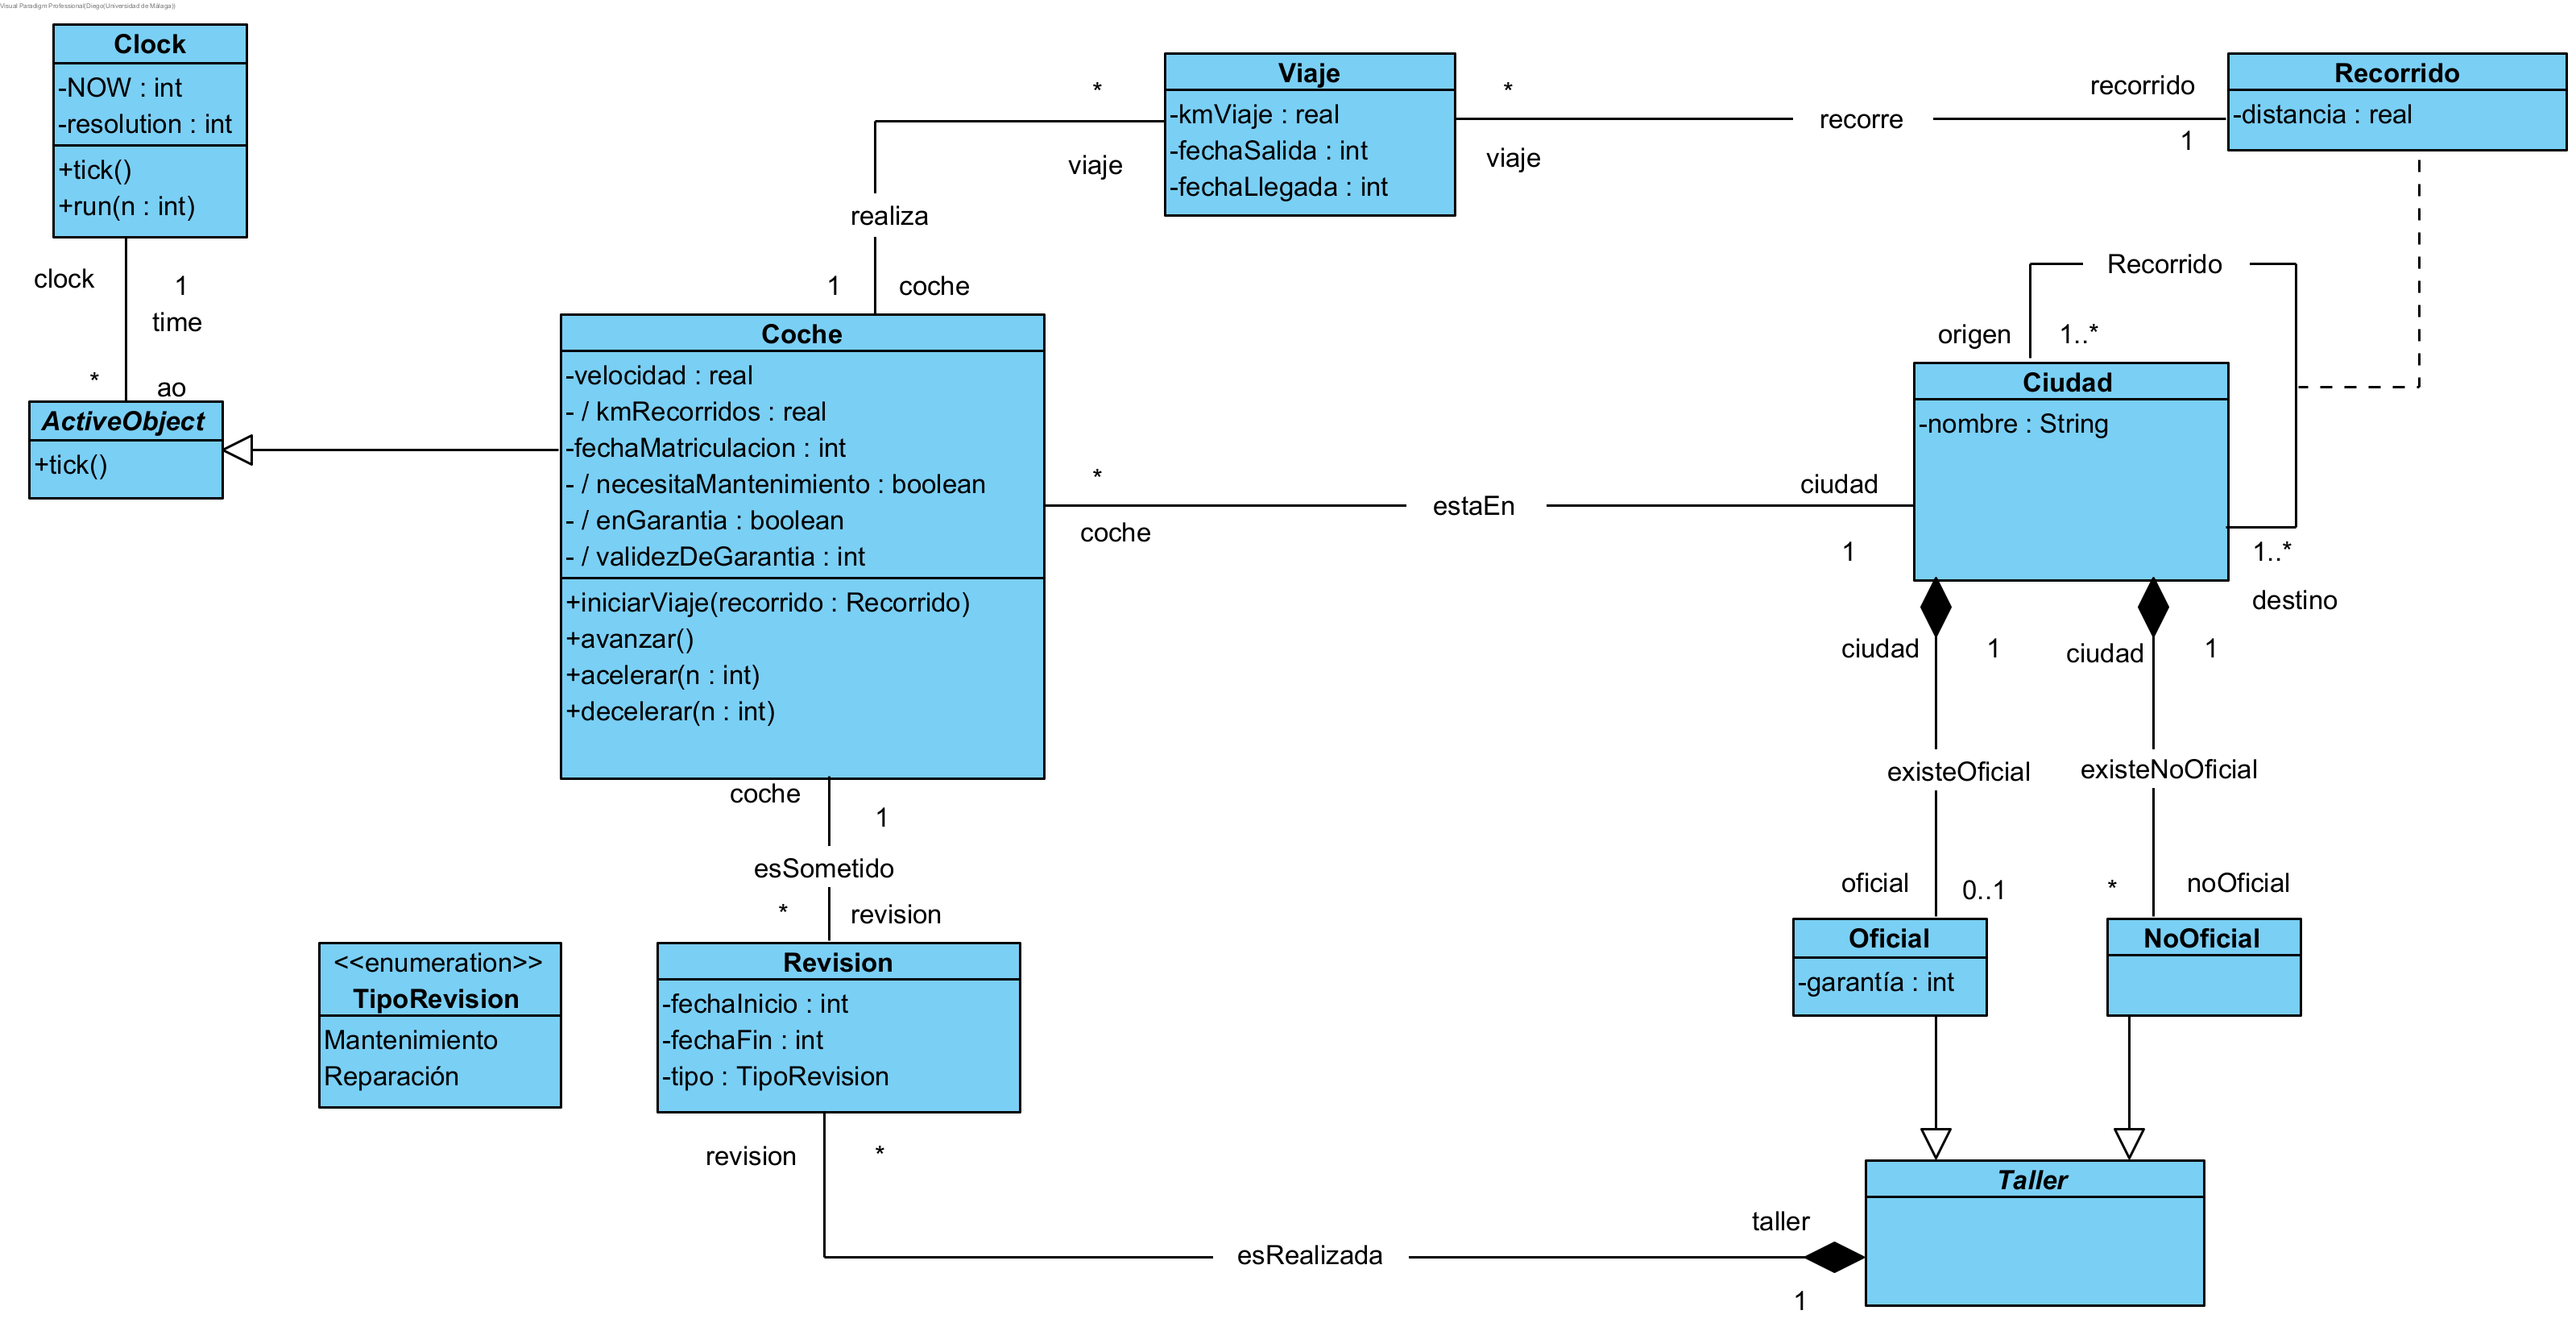 Visual Paradigm Professional(Diego(Universidad de Málaga))
Clock
-NOW : int
-resolution : int
+tick()
+run(n : int)
clock
1
time
*
ao
ActiveObject
+tick()
Viaje
-kmViaje : real
-fechaSalida : int
-fechaLlegada : int
*
viaje
realiza
1
coche
*
viaje
recorre
recorrido
1
Recorrido
-distancia : real
Coche
-velocidad : real
- / kmRecorridos : real
-fechaMatriculacion : int
- / necesitaMantenimiento : boolean
- / enGarantia : boolean
- / validezDeGarantia : int
+iniciarViaje(recorrido : Recorrido)
+avanzar()
+acelerar(n : int)
+decelerar(n : int)
*
coche
estaEn
ciudad
1
Recorrido
origen
1..*
Ciudad
-nombre : String
1..*
destino
ciudad
1
ciudad
1
existeOficial
existeNoOficial
oficial
0..1
*
noOficial
Oficial
-garantía : int
NoOficial
coche
1
esSometido
*
revision
<<enumeration>>
TipoRevision
Mantenimiento
Reparación
Revision
-fechaInicio : int
-fechaFin : int
-tipo : TipoRevision
revision
*
esRealizada
taller
1
Taller